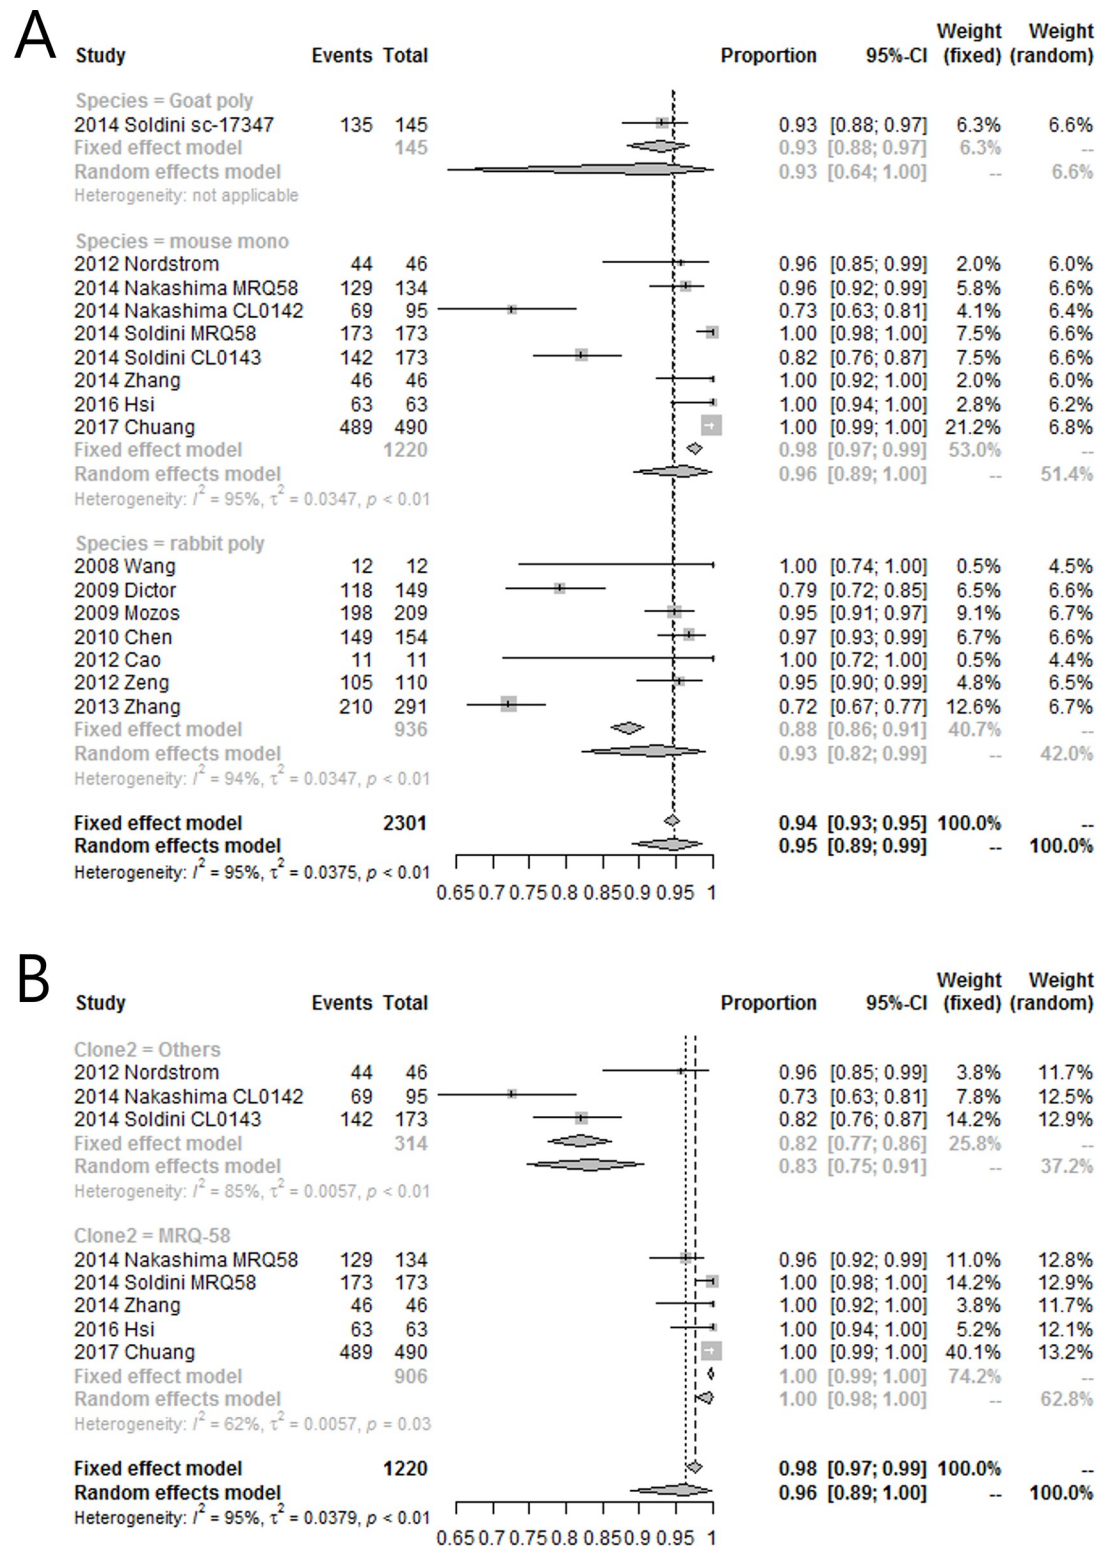 A
Weight Weight
Study Events Total Proportion 95%-CI (fixed) (random)
Species = Goat poly
2014 Soldini sc-17347 135 145 0.93 [0.88; 0.97] 6.3% 6.6%
Fixed effect model 145 0.93 [0.88; 0.97] 6.3% --
Random effects model 0.93 [0.64; 1.00] -- 6.6%
Heterogeneity: not applicable
Species = mouse mono
2012 Nordstrom 44 46 0.96 [0.85; 0.99] 2.0% 6.0%
2014 Nakashima MRQ58 129 134 0.96 [0.92; 0.99] 5.8% 6.6%
2014 Nakashima CL0142 69 95 0.73 [0.63; 0.81] 4.1% 6.4%
2014 Soldini MRQ58 173 173 1.00 [0.98; 1.00] 7.5% 6.6%
2014 Soldini CL0143 142 173 0.82 [0.76; 0.87] 7.5% 6.6%
2014 Zhang 46 46 1.00 [0.92; 1.00] 2.0% 6.0%
2016 Hsi 63 63 1.00 [0.94; 1.00] 2.8% 6.2%
2017 Chuang 489 490 1.00 [0.99; 1.00] 21.2% 6.8%
Fixed effect model 1220 0.98 [0.97; 0.99] 53.0% --
Random effects model 0.96 [0.89; 1.00] -- 51.4%
Heterogeneity: I² = 95%, τ² = 0.0347, p < 0.01
Species = rabbit poly
2008 Wang 12 12 1.00 [0.74; 1.00] 0.5% 4.5%
2009 Dictor 118 149 0.79 [0.72; 0.85] 6.5% 6.6%
2009 Mozos 198 209 0.95 [0.91; 0.97] 9.1% 6.7%
2010 Chen 149 154 0.97 [0.93; 0.99] 6.7% 6.6%
2012 Cao 11 11 1.00 [0.72; 1.00] 0.5% 4.4%
2012 Zeng 105 110 0.95 [0.90; 0.99] 4.8% 6.5%
2013 Zhang 210 291 0.72 [0.67; 0.77] 12.6% 6.7%
Fixed effect model 936 0.88 [0.86; 0.91] 40.7% --
Random effects model 0.93 [0.82; 0.99] -- 42.0%
Heterogeneity: I² = 94%, τ² = 0.0347, p < 0.01
Fixed effect model 2301 0.94 [0.93; 0.95] 100.0% --
Random effects model 0.95 [0.89; 0.99] -- 100.0%
Heterogeneity: I² = 95%, τ² = 0.0375, p < 0.01
0.65 0.7 0.75 0.8 0.85 0.9 0.95 1
B
Weight Weight
Study Events Total Proportion 95%-CI (fixed) (random)
Clone2 = Others
2012 Nordstrom 44 46 0.96 [0.85; 0.99] 3.8% 11.7%
2014 Nakashima CL0142 69 95 0.73 [0.63; 0.81] 7.8% 12.5%
2014 Soldini CL0143 142 173 0.82 [0.76; 0.87] 14.2% 12.9%
Fixed effect model 314 0.82 [0.77; 0.86] 25.8% --
Random effects model 0.83 [0.75; 0.91] -- 37.2%
Heterogeneity: I² = 85%, τ² = 0.0057, p < 0.01
Clone2 = MRQ-58
2014 Nakashima MRQ58 129 134 0.96 [0.92; 0.99] 11.0% 12.8%
2014 Soldini MRQ58 173 173 1.00 [0.98; 1.00] 14.2% 12.9%
2014 Zhang 46 46 1.00 [0.92; 1.00] 3.8% 11.7%
2016 Hsi 63 63 1.00 [0.94; 1.00] 5.2% 12.1%
2017 Chuang 489 490 1.00 [0.99; 1.00] 40.1% 13.2%
Fixed effect model 906 1.00 [0.99; 1.00] 74.2% --
Random effects model 1.00 [0.98; 1.00] -- 62.8%
Heterogeneity: I² = 62%, τ² = 0.0057, p = 0.03
Fixed effect model 1220 0.98 [0.97; 0.99] 100.0% --
Random effects model 0.96 [0.89; 1.00] -- 100.0%
Heterogeneity: I² = 95%, τ² = 0.0379, p < 0.01
0.65 0.7 0.75 0.8 0.85 0.9 0.95 1